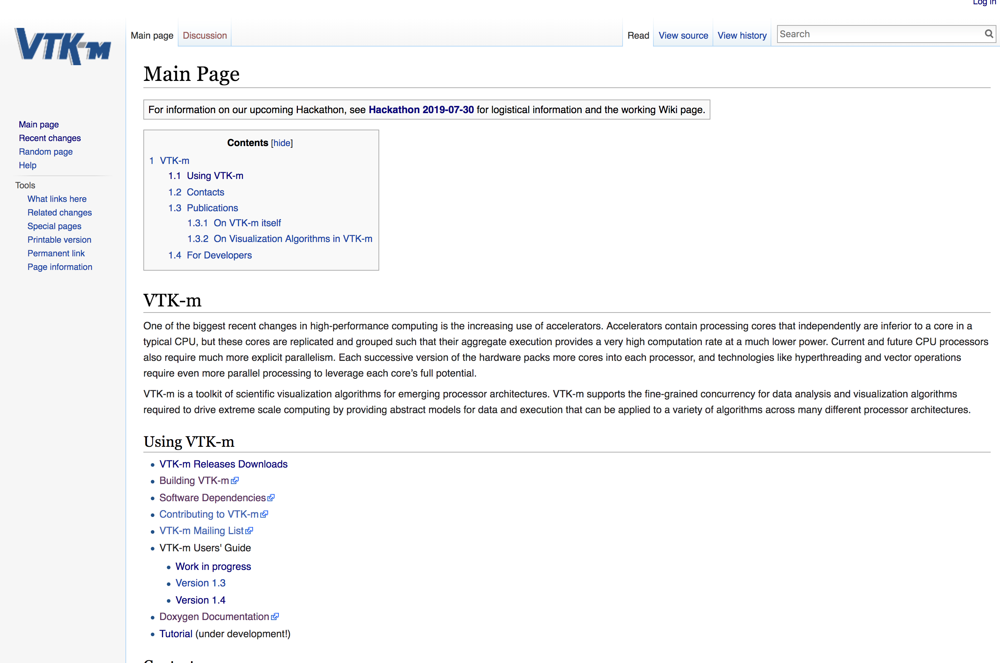 Log in
VTK-m
Main page
Discussion
Read
View source
View history
Search
Main page
Recent changes
Random page
Help
Tools
What links here
Related changes
Special pages
Printable version
Permanent link
Page information
Main Page
For information on our upcoming Hackathon, see Hackathon 2019-07-30 for logistical information and the working Wiki page.
Contents [hide]
1 VTK-m
1.1 Using VTK-m
1.2 Contacts
1.3 Publications
1.3.1 On VTK-m itself
1.3.2 On Visualization Algorithms in VTK-m
1.4 For Developers
VTK-m
One of the biggest recent changes in high-performance computing is the increasing use of accelerators. Accelerators contain processing cores that independently are inferior to a core in a
typical CPU, but these cores are replicated and grouped such that their aggregate execution provides a very high computation rate at a much lower power. Current and future CPU processors
also require much more explicit parallelism. Each successive version of the hardware packs more cores into each processor, and technologies like hyperthreading and vector operations
require even more parallel processing to leverage each core’s full potential.
VTK-m is a toolkit of scientific visualization algorithms for emerging processor architectures. VTK-m supports the fine-grained concurrency for data analysis and visualization algorithms
required to drive extreme scale computing by providing abstract models for data and execution that can be applied to a variety of algorithms across many different processor architectures.
Using VTK-m
VTK-m Releases Downloads
Building VTK-m
Software Dependencies
Contributing to VTK-m
VTK-m Mailing List
VTK-m Users' Guide
Work in progress
Version 1.3
Version 1.4
Doxygen Documentation
Tutorial (under development!)